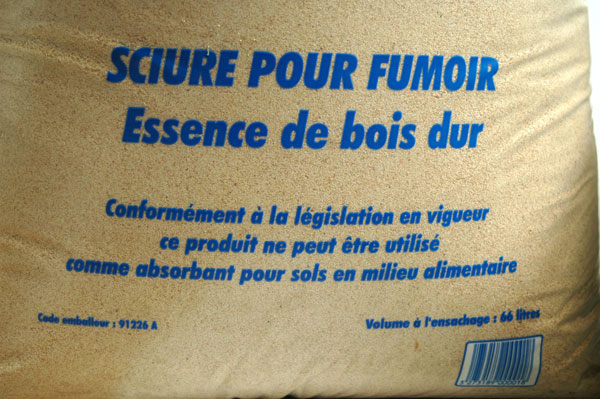 SCIURE POUR FUMOIR
Essence de bois dur
Conformément à la législation en vigueur
ce produit ne peut être utilisé
comme absorbant pour sols en milieu alimentaire
Code emballeur : 91226 A
Volume à l'ensachage : 66 litres